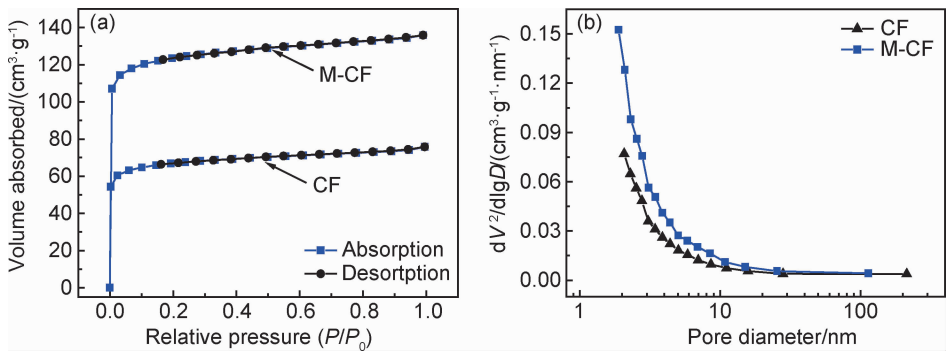 (a)
Volume absorbed/(cm³·g⁻¹)
140
120
100
80
60
40
20
0
M-CF
CF
Absorption
Desortption
0.0 0.2 0.4 0.6 0.8 1.0
Relative pressure (P/P₀)
(b)
dV²/dlgD/(cm³·g⁻¹·nm⁻¹)
0.15
0.12
0.09
0.06
0.03
0.00
CF
M-CF
1 10 100
Pore diameter/nm